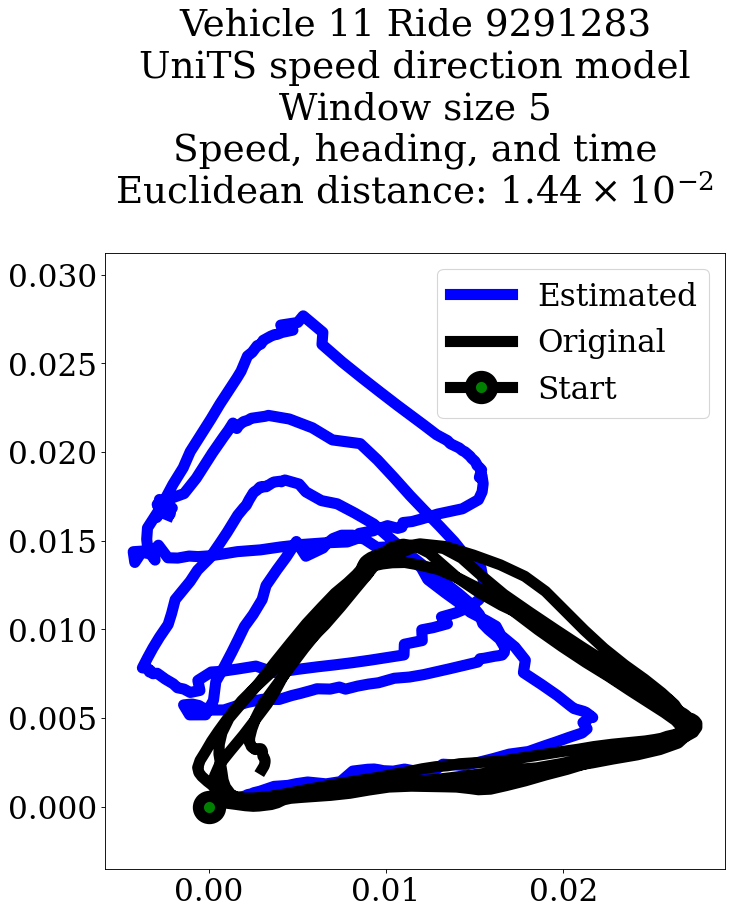 Vehicle 11 Ride 9291283
UniTS speed direction model
Window size 5
Speed, heading, and time
Euclidean distance: 1.44 × 10⁻²
0.030
Estimated
Original
Start
0.025
0.020
0.015
0.010
0.005
0.000
0.00 0.01 0.02